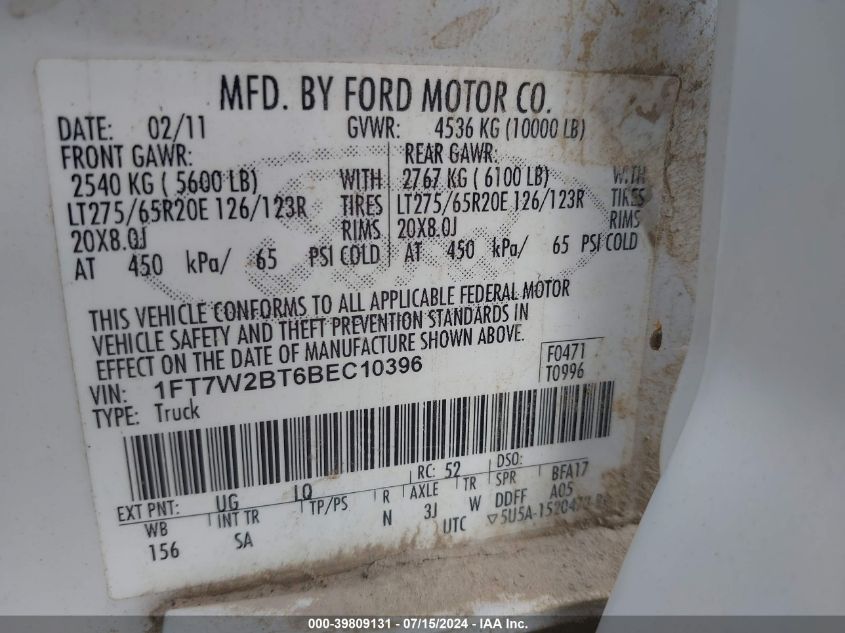 MFD. BY FORD MOTOR CO.
DATE: 02/11 GVWR: 4536 KG (10000 LB)
FRONT GAWR: REAR GAWR:
2540 KG ( 5600 LB) WITH 2767 KG ( 6100 LB) WITH
LT275/65R20E 126/123R TIRES LT275/65R20E 126/123R TIRES
20X8.0J RIMS 20X8.0J RIMS
AT 450 kPa/ 65 PSI COLD AT 450 kPa/ 65 PSI COLD
THIS VEHICLE CONFORMS TO ALL APPLICABLE FEDERAL MOTOR
VEHICLE SAFETY AND THEFT PREVENTION STANDARDS IN
EFFECT ON THE DATE OF MANUFACTURE SHOWN ABOVE.
VIN: 1FT7W2BT6BEC10396 F0471
TYPE: Truck T0996
EXT PNT: UG LQ RC: 52 DSO:
WB INT TR TP/PS R AXLE TR SPR BFA17
156 SA N 3J W DDFF A05
UTC
000-39809131 - 07/15/2024 - IAA Inc.